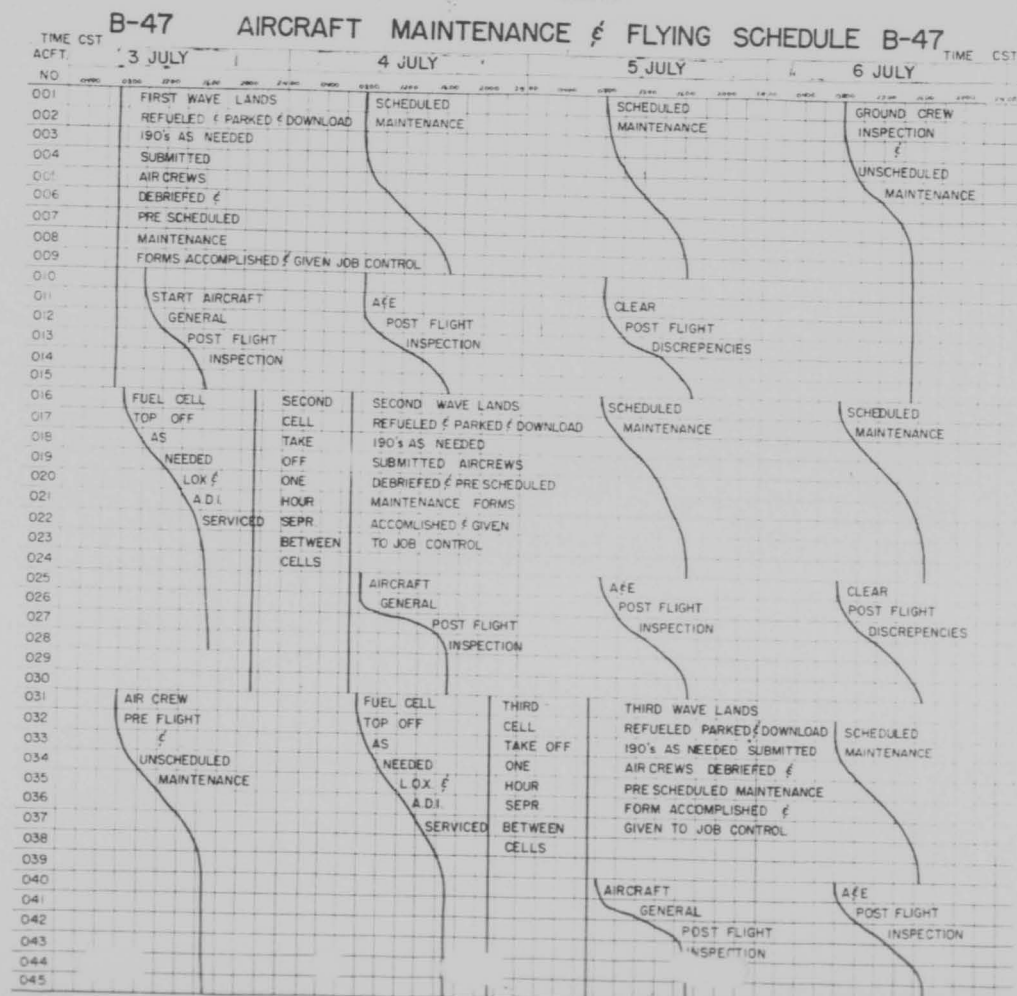 B-47 AIRCRAFT MAINTENANCE & FLYING SCHEDULE B-47
TIME CST
TIME CST
ACFT.
NO
3 JULY
4 JULY
5 JULY
6 JULY
001
002
003
004
005
006
007
008
009
010
011
012
013
014
015
016
017
018
019
020
021
022
023
024
025
026
027
028
029
030
031
032
033
034
035
036
037
038
039
040
041
042
043
044
045
FIRST WAVE LANDS
REFUELED & PARKED & DOWNLOAD
190's AS NEEDED
SUBMITTED
AIR CREWS
DEBRIEFED &
PRE SCHEDULED
MAINTENANCE
FORMS ACCOMPLISHED & GIVEN JOB CONTROL
SCHEDULED
MAINTENANCE
SCHEDULED
MAINTENANCE
GROUND CREW
INSPECTION
&
UNSCHEDULED
MAINTENANCE
START AIRCRAFT
GENERAL
POST FLIGHT
INSPECTION
A&E
POST FLIGHT
INSPECTION
CLEAR
POST FLIGHT
DISCREPENCIES
FUEL CELL
TOP OFF
AS
NEEDED
LOX &
A.D.I.
SERVICED
SECOND
CELL
TAKE
OFF
ONE
HOUR
SEPR
BETWEEN
CELLS
SECOND WAVE LANDS
REFUELED & PARKED & DOWNLOAD
190's AS NEEDED
SUBMITTED AIRCREWS
DEBRIEFED & PRE SCHEDULED
MAINTENANCE FORMS
ACCOMLISHED & GIVEN
TO JOB CONTROL
SCHEDULED
MAINTENANCE
SCHEDULED
MAINTENANCE
AIRCRAFT
GENERAL
POST FLIGHT
INSPECTION
A&E
POST FLIGHT
INSPECTION
CLEAR
POST FLIGHT
DISCREPENCIES
AIR CREW
PRE FLIGHT
&
UNSCHEDULED
MAINTENANCE
FUEL CELL
TOP OFF
AS
NEEDED
L.O.X. &
A.D.I.
SERVICED
THIRD
CELL
TAKE OFF
ONE
HOUR
SEPR
BETWEEN
CELLS
THIRD WAVE LANDS
REFUELED PARKED & DOWNLOAD
190's AS NEEDED SUBMITTED
AIR CREWS DEBRIEFED &
PRE SCHEDULED MAINTENANCE
FORM ACCOMPLISHED &
GIVEN TO JOB CONTROL
SCHEDULED
MAINTENANCE
AIRCRAFT
GENERAL
POST FLIGHT
INSPECTION
A&E
POST FLIGHT
INSPECTION